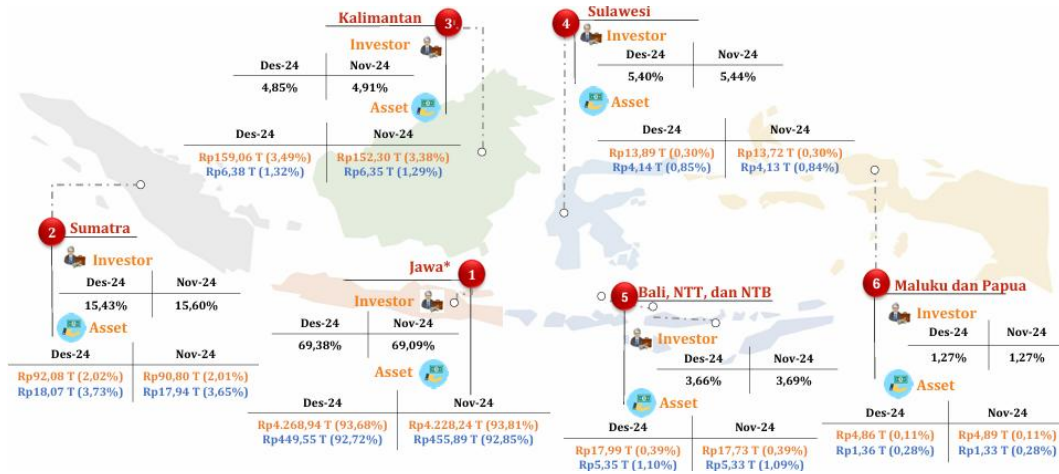 Kalimantan
3
Investor
Des-24 Nov-24
4,85% 4,91%
Asset
Des-24 Nov-24
Rp159,06 T (3,49%) Rp152,30 T (3,38%)
Rp6,38 T (1,32%) Rp6,35 T (1,29%)
4
Sulawesi
Investor
Des-24 Nov-24
5,40% 5,44%
Asset
Des-24 Nov-24
Rp13,89 T (0,30%) Rp13,72 T (0,30%)
Rp4,14 T (0,85%) Rp4,13 T (0,84%)
2
Sumatra
Investor
Des-24 Nov-24
15,43% 15,60%
Asset
Des-24 Nov-24
Rp92,08 T (2,02%) Rp90,80 T (2,01%)
Rp18,07 T (3,73%) Rp17,94 T (3,65%)
Jawa*
1
Investor
Des-24 Nov-24
69,38% 69,09%
Asset
Des-24 Nov-24
Rp4.268,94 T (93,68%) Rp4.228,24 T (93,81%)
Rp449,55 T (92,72%) Rp455,89 T (92,85%)
5
Bali, NTT, dan NTB
Investor
Des-24 Nov-24
3,66% 3,69%
Asset
Des-24 Nov-24
Rp17,99 T (0,39%) Rp17,73 T (0,39%)
Rp5,35 T (1,10%) Rp5,33 T (1,09%)
6
Maluku dan Papua
Investor
Des-24 Nov-24
1,27% 1,27%
Asset
Des-24 Nov-24
Rp4,86 T (0,11%) Rp4,89 T (0,11%)
Rp1,36 T (0,28%) Rp1,33 T (0,28%)